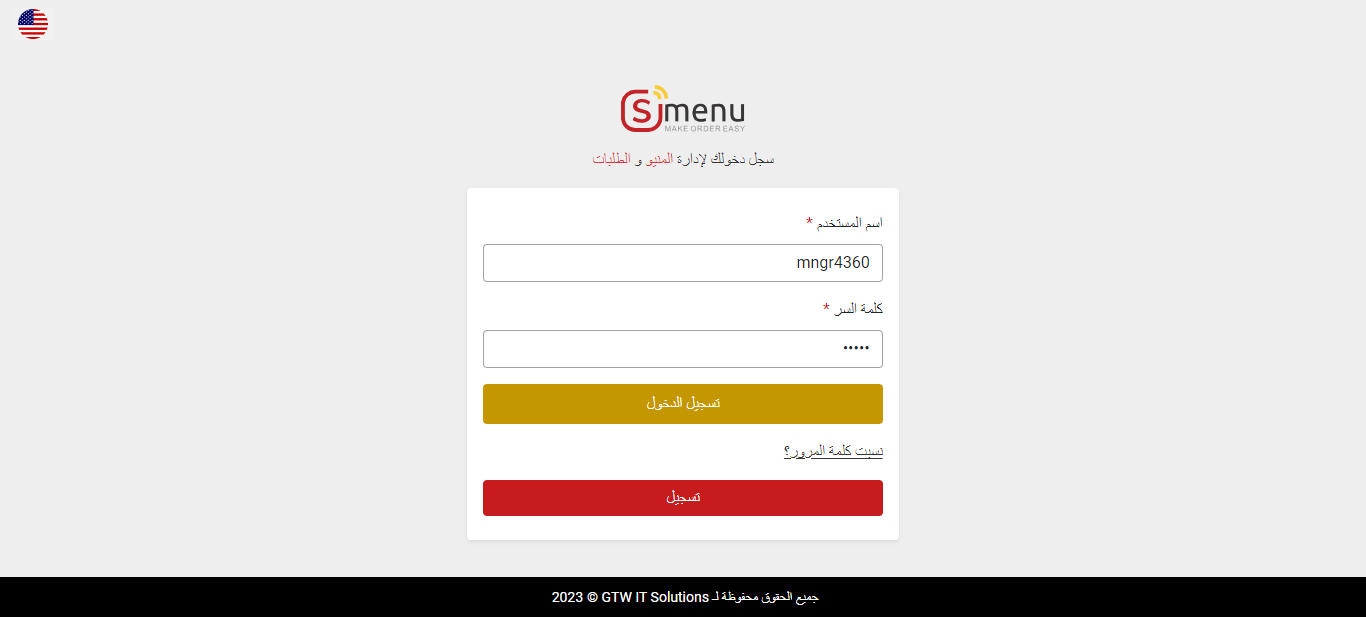 Simenu
MAKE ORDER EASY
سجل دخولك لإدارة المنيو و الطلبات
اسم المستخدم *
mngr4360
كلمة السر *
•••••
تسجيل الدخول
نسيت كلمة المرور؟
تسجيل
جميع الحقوق محفوظة لـ GTW IT Solutions © 2023